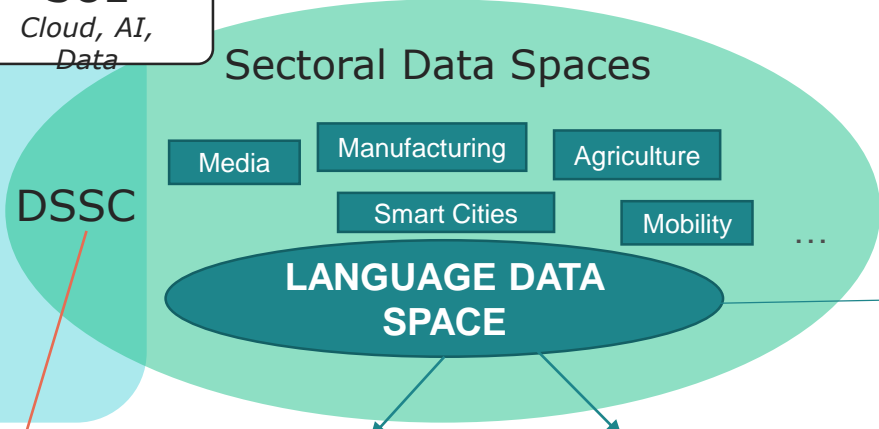 Cloud, AI,
Data
Sectoral Data Spaces
Media
Manufacturing
Agriculture
DSSC
Smart Cities
Mobility
...
LANGUAGE DATA
SPACE